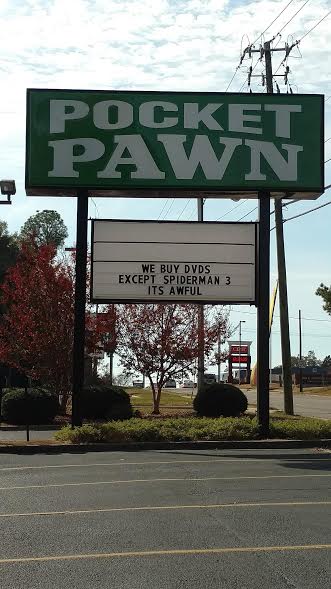 POCKET
PAWN
WE BUY DVDS
EXCEPT SPIDERMAN 3
ITS AWFUL